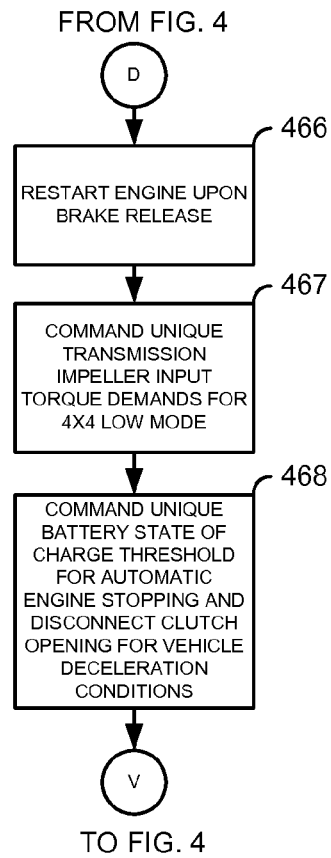 FROM FIG. 4
D
466
RESTART ENGINE UPON
BRAKE RELEASE
467
COMMAND UNIQUE
TRANSMISSION
IMPELLER INPUT
TORQUE DEMANDS FOR
4X4 LOW MODE
468
COMMAND UNIQUE
BATTERY STATE OF
CHARGE THRESHOLD
FOR AUTOMATIC
ENGINE STOPPING AND
DISCONNECT CLUTCH
OPENING FOR VEHICLE
DECELERATION
CONDITIONS
V
TO FIG. 4